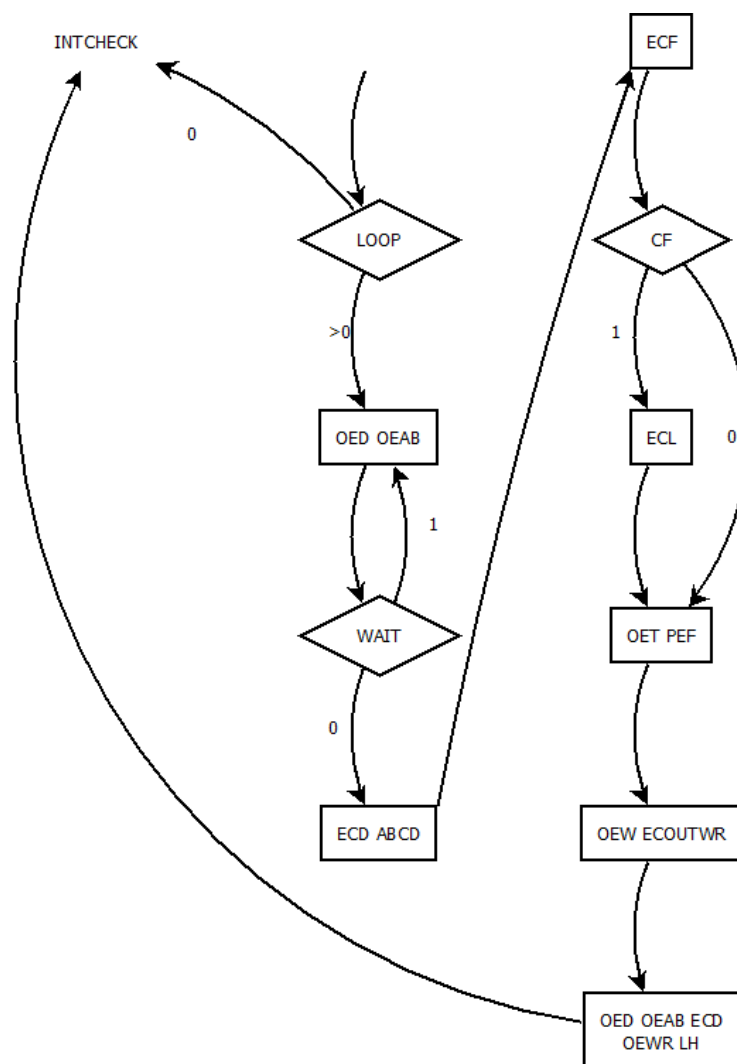 INTCHECK
ECF
0
LOOP
CF
>0
1
OED OEAB
ECL
0
1
WAIT
OET PEF
0
ECD ABCD
OEW ECOUTWR
OED OEAB ECD
OEWR LH